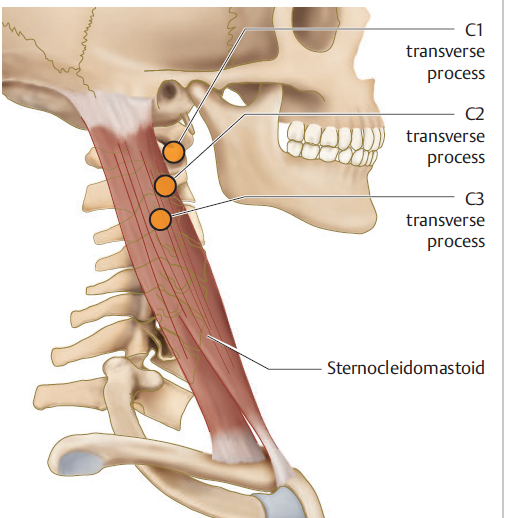 C1
transverse
process
C2
transverse
process
C3
transverse
process
Sternocleidomastoid